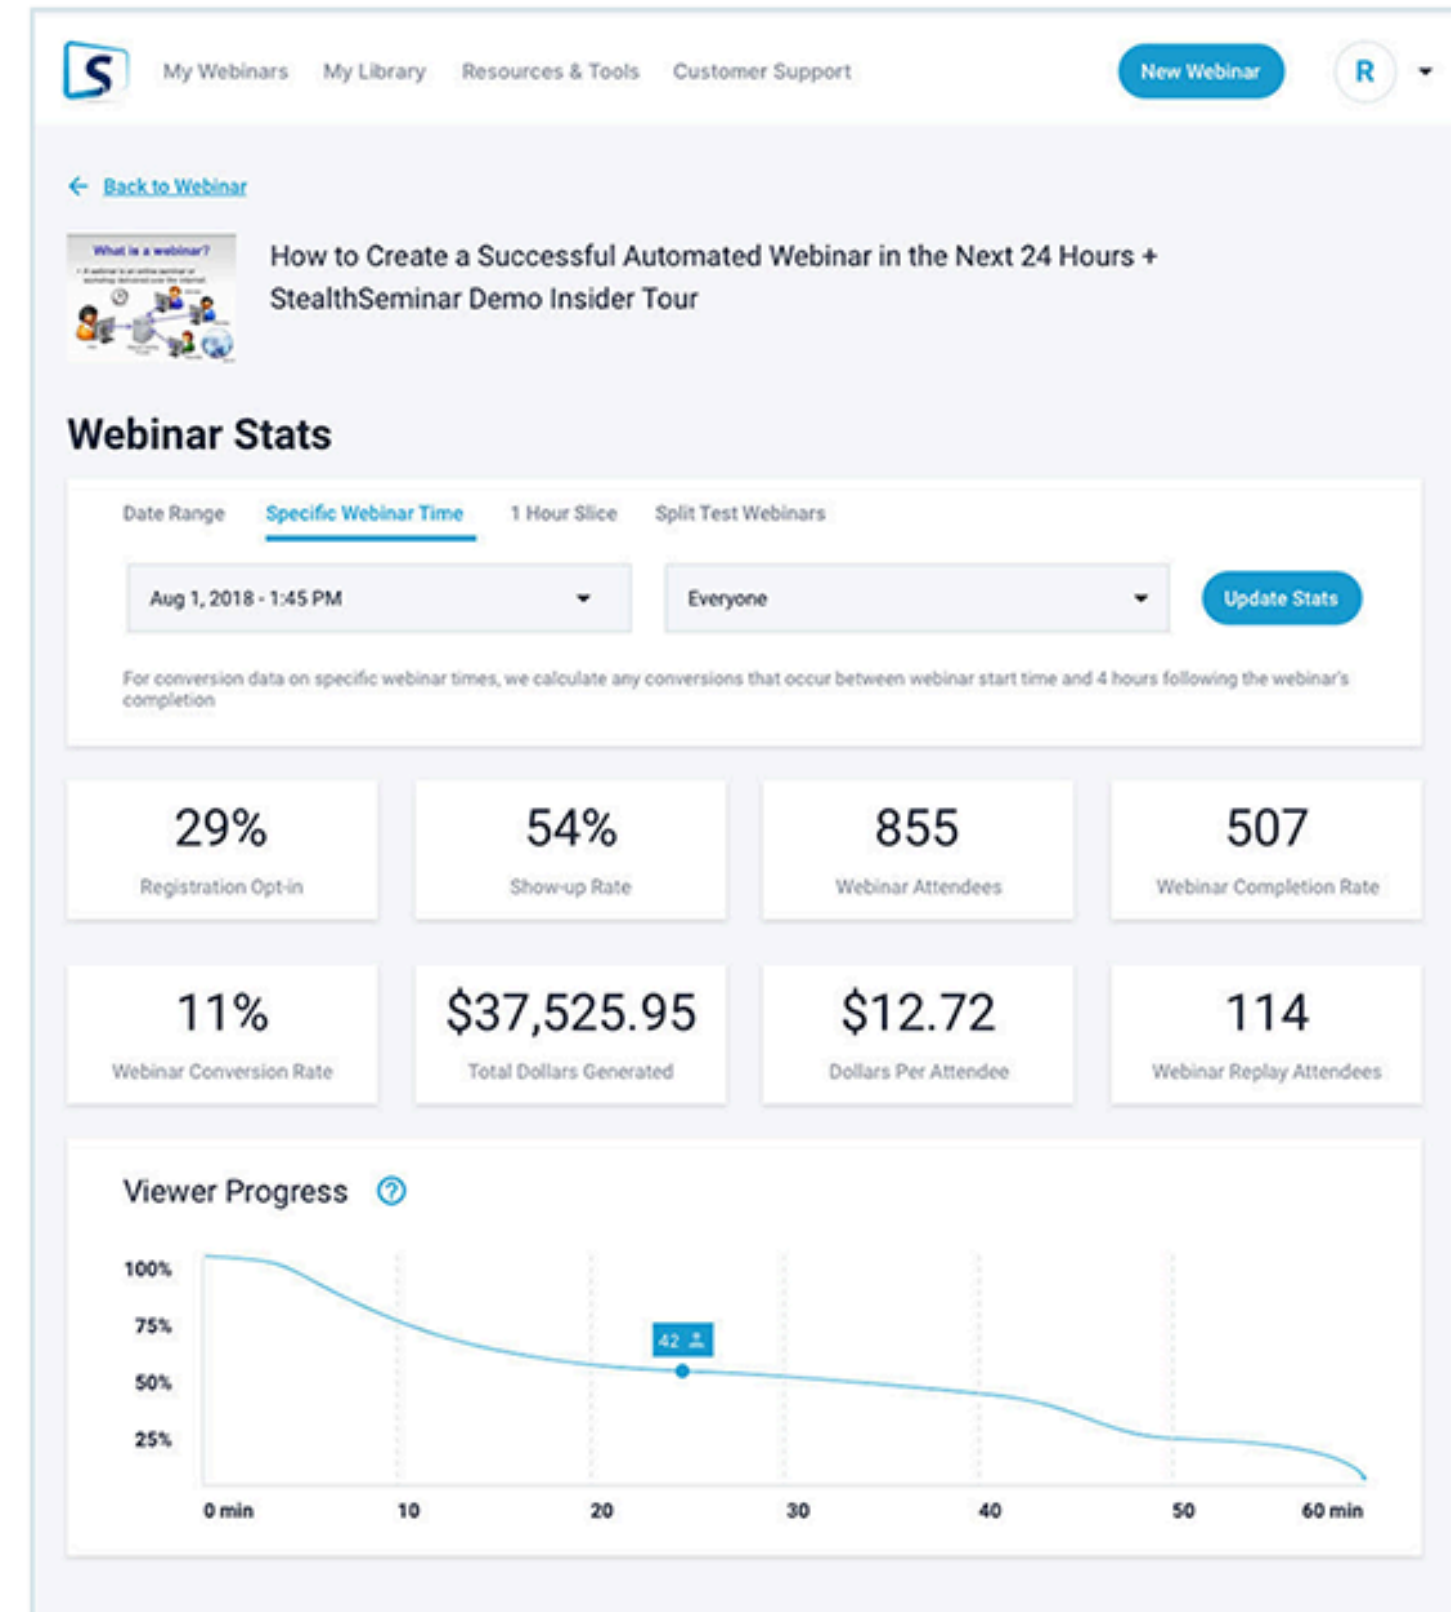 S
My Webinars My Library Resources & Tools Customer Support New Webinar R
← Back to Webinar
What is a webinar?
How to Create a Successful Automated Webinar in the Next 24 Hours +
StealthSeminar Demo Insider Tour
Webinar Stats
Date Range Specific Webinar Time 1 Hour Slice Split Test Webinars
Aug 1, 2018 - 1:45 PM Everyone Update Stats
For conversion data on specific webinar times, we calculate any conversions that occur between webinar start time and 4 hours following the webinar's
completion
29% 54% 855 507
Registration Opt-in Show-up Rate Webinar Attendees Webinar Completion Rate
11% $37,525.95 $12.72 114
Webinar Conversion Rate Total Dollars Generated Dollars Per Attendee Webinar Replay Attendees
Viewer Progress ?
100%
75%
42
50%
25%
0 min 10 20 30 40 50 60 min